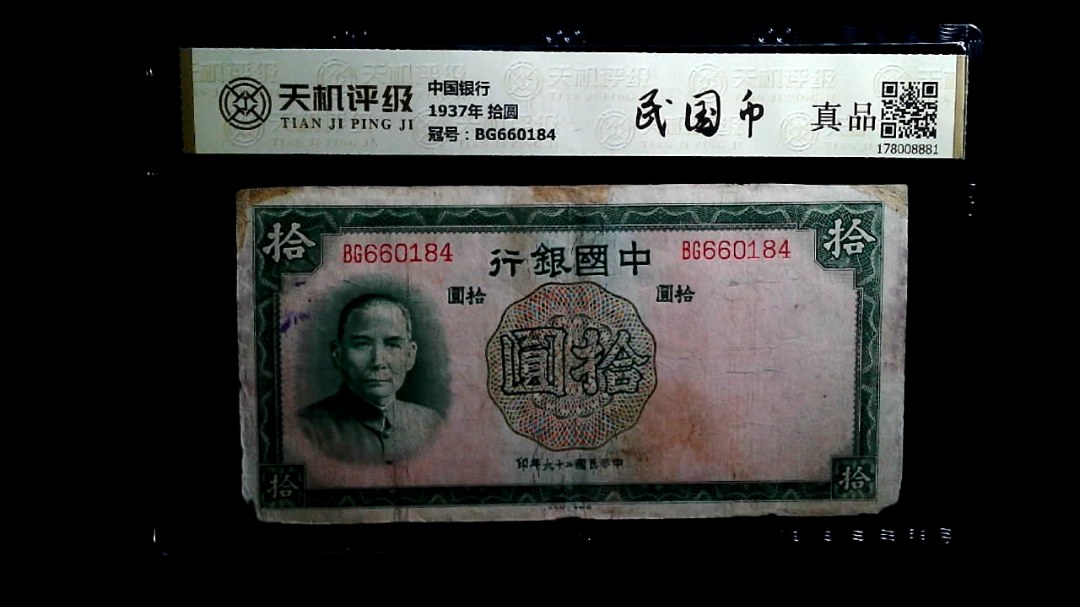 天机评级
TIAN JI PING JI
中国银行
1937年 拾圆
冠号：BG660184
民国币
真品
178008881
拾
拾
BG660184
中國銀行
BG660184
拾圓
拾圓
拾圓
中華民國二十六年印
拾
拾